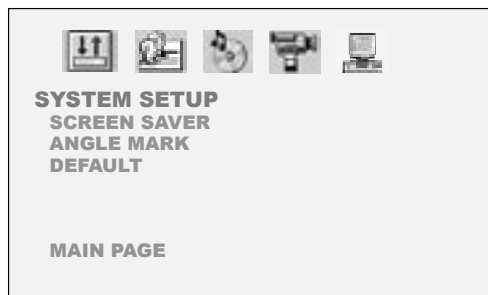 SYSTEM SETUP
SCREEN SAVER
ANGLE MARK
DEFAULT
MAIN PAGE